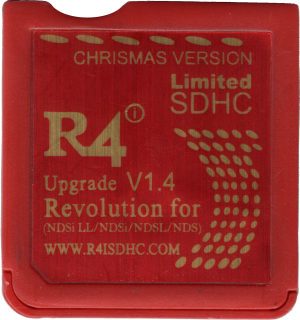 CHRISMAS VERSION
Limited
SDHC
R4 i
Upgrade V1.4
Revolution for
(NDSi LL/NDSi/NDSL/NDS)
WWW.R4ISDHC.COM